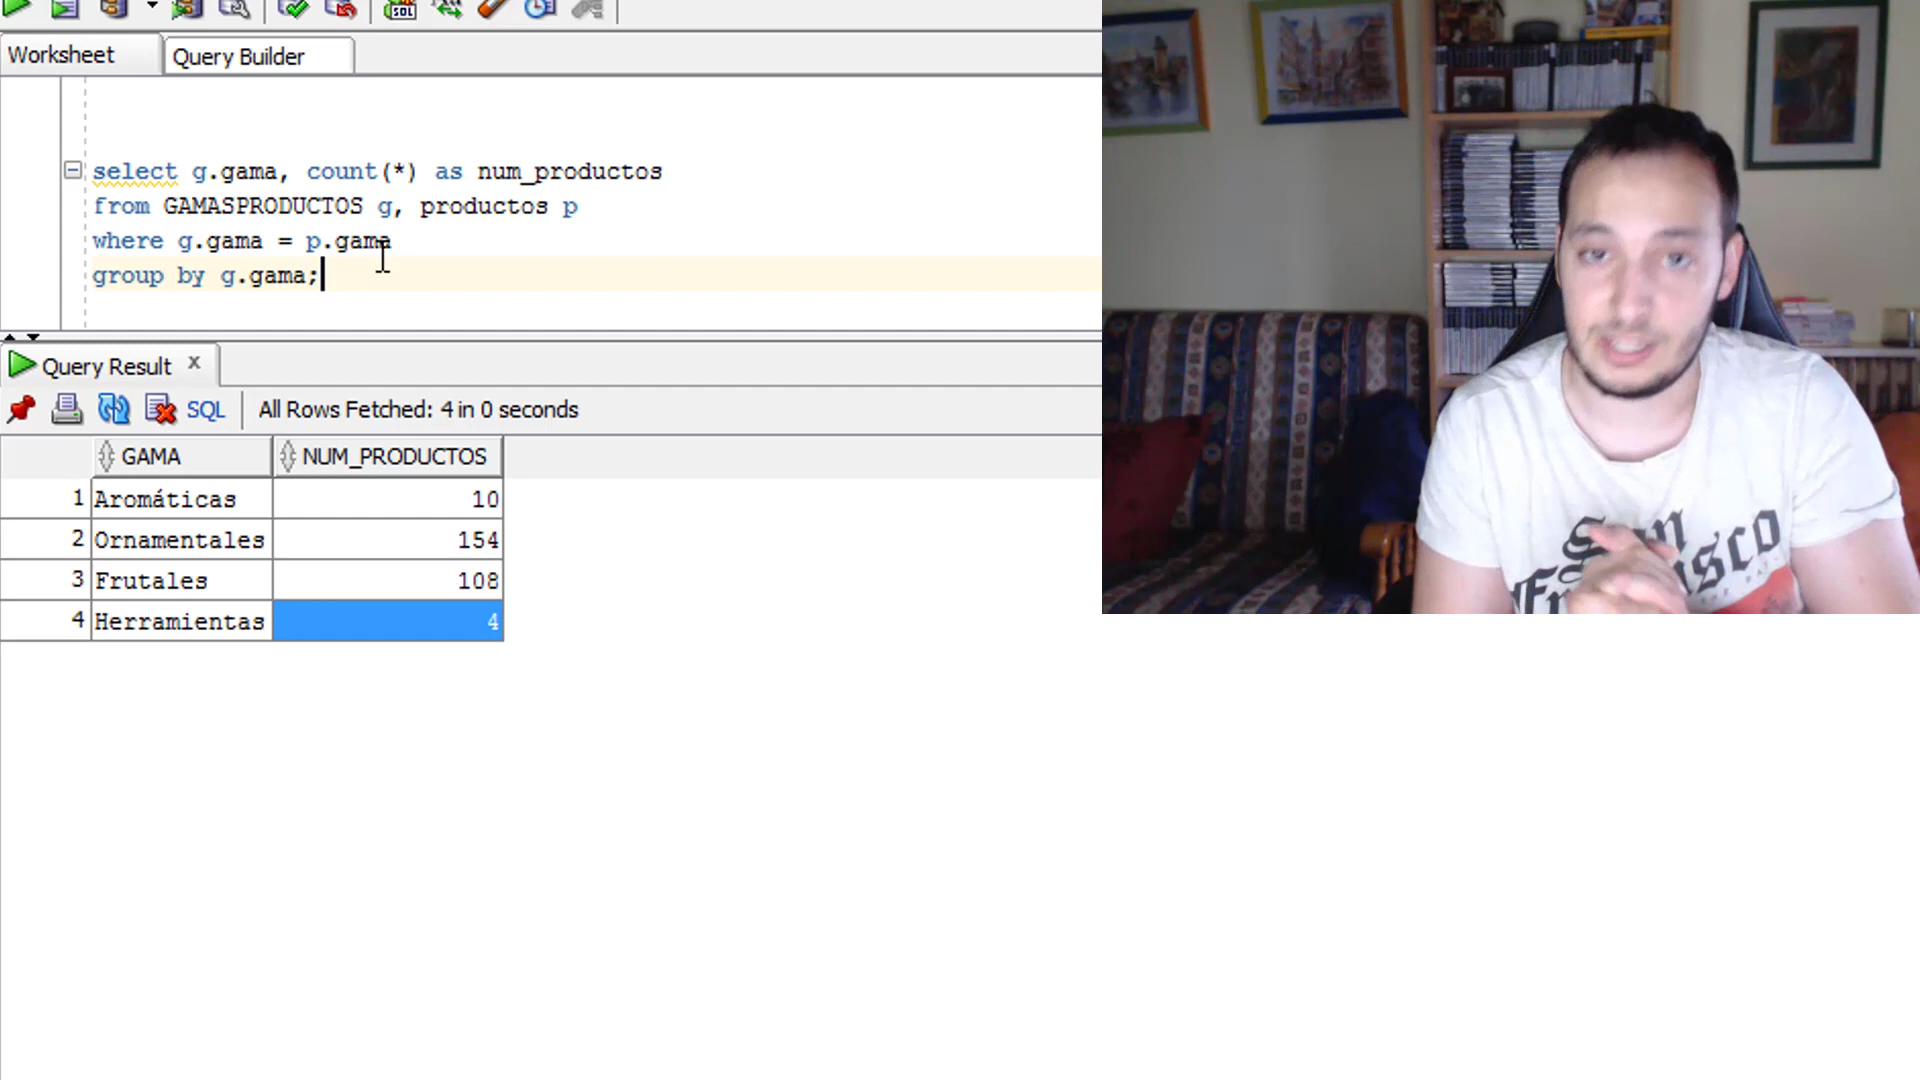 Worksheet
Query Builder
select g.gama, count(*) as num_productos
from GAMASPRODUCTOS g, productos p
where g.gama = p.gama
group by g.gama;
Query Result x
SQL
All Rows Fetched: 4 in 0 seconds
GAMA NUM_PRODUCTOS
1 Aromáticas 10
2 Ornamentales 154
3 Frutales 108
4 Herramientas 4
San